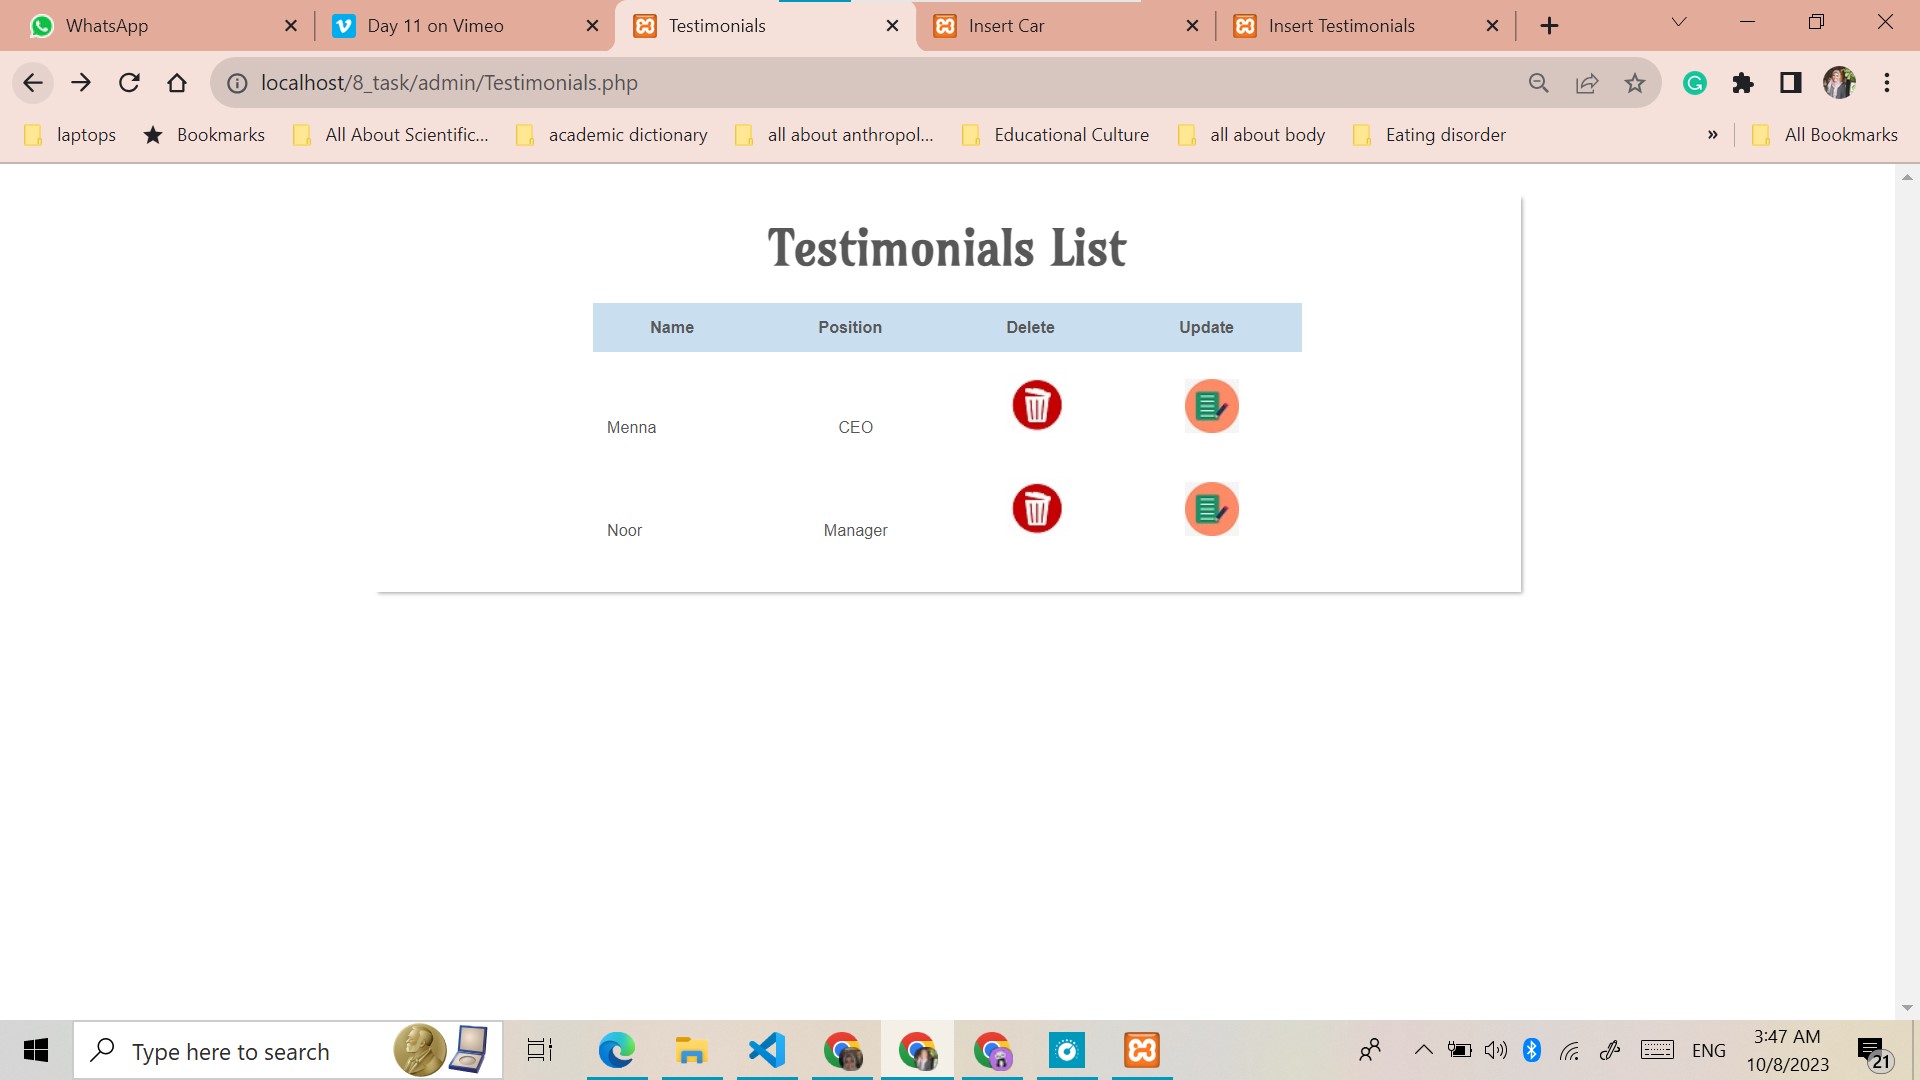 WhatsApp
Day 11 on Vimeo
Testimonials
Insert Car
Insert Testimonials
localhost/8_task/admin/Testimonials.php
laptops
Bookmarks
All About Scientific...
academic dictionary
all about anthropol...
Educational Culture
all about body
Eating disorder
»
All Bookmarks
Testimonials List
Name Position Delete Update
Menna CEO
Noor Manager
Type here to search
ENG
3:47 AM
10/8/2023
21